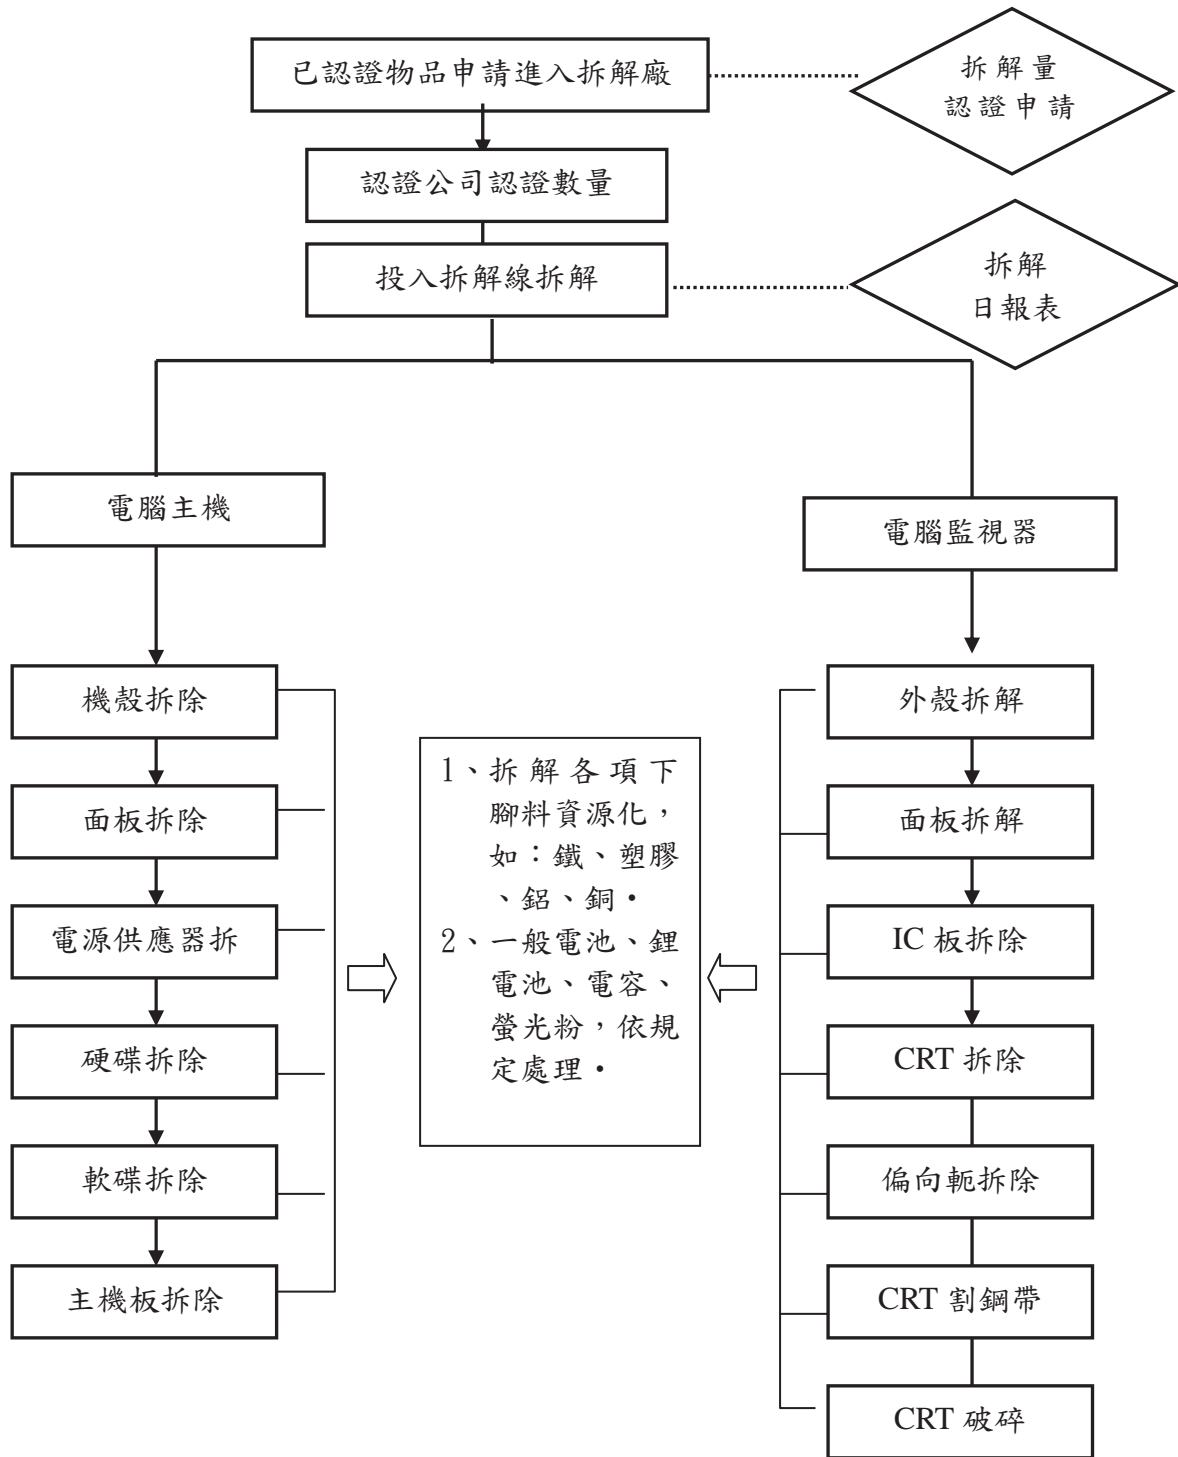 已認證物品申請進入拆解廠
拆解量
認證申請
認證公司認證數量
投入拆解線拆解
拆解
日報表
電腦主機
電腦監視器
機殼拆除
面板拆除
電源供應器拆
硬碟拆除
軟碟拆除
主機板拆除
1、拆解各項下
腳料資源化，
如：鐵、塑膠
、鋁、銅•
2、一般電池、鋰
電池、電容、
螢光粉，依規
定處理•
外殼拆解
面板拆解
IC 板拆除
CRT 拆除
偏向軛拆除
CRT 割鋼帶
CRT 破碎